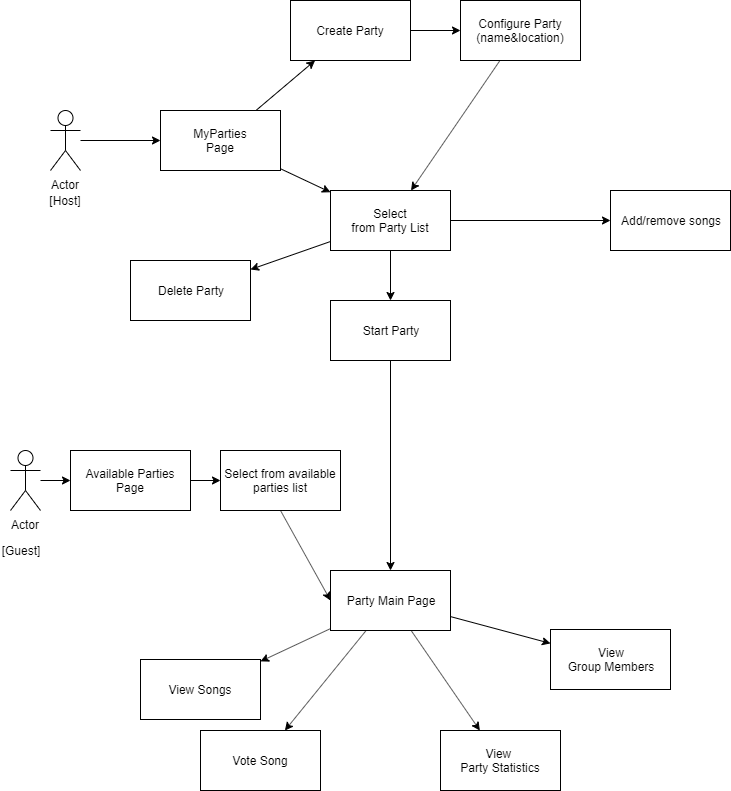 Create Party
Configure Party
(name&location)
MyParties
Page
Actor
[Host]
Select
from Party List
Add/remove songs
Delete Party
Start Party
Available Parties
Page
Select from available
parties list
Actor
[Guest]
Party Main Page
View
Group Members
View Songs
Vote Song
View
Party Statistics